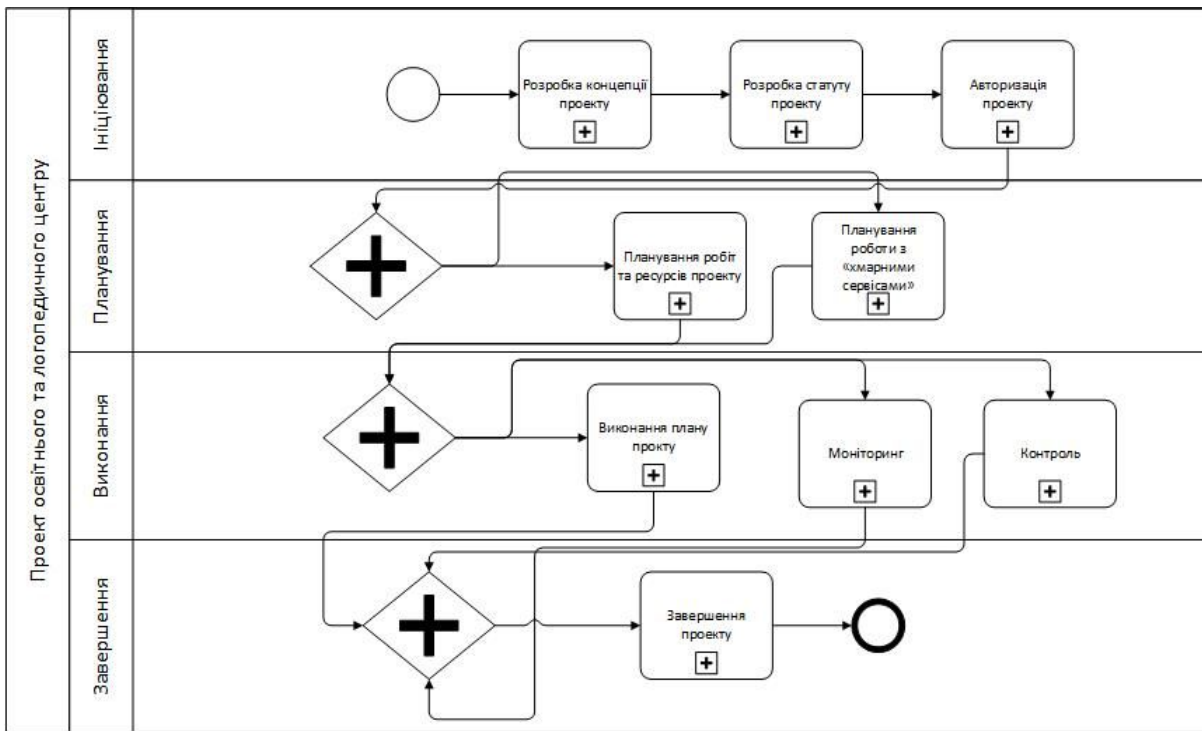 Проект освітнього та логопедичного центру
Ініціювання
Розробка концепції
проекту
Розробка статуту
проекту
Авторизація
проекту
Планування
Планування робіт
та ресурсів проекту
Планування
роботи з
«хмарними
сервісами»
Виконання
Виконання плану
прокту
Моніторинг
Контроль
Завершення
Завершення
проекту